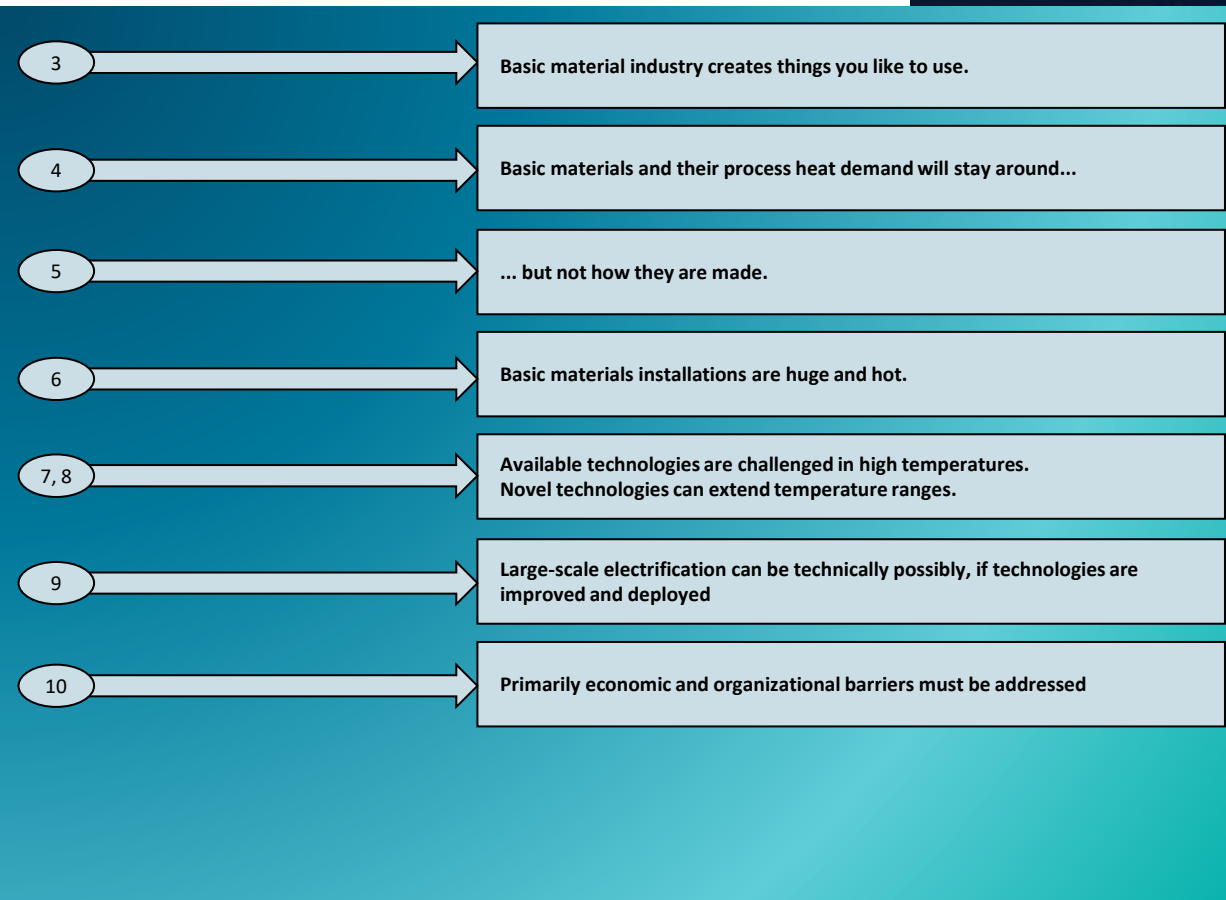 3
Basic material industry creates things you like to use.
4
Basic materials and their process heat demand will stay around...
5
... but not how they are made.
6
Basic materials installations are huge and hot.
7, 8
Available technologies are challenged in high temperatures.
Novel technologies can extend temperature ranges.
9
Large-scale electrification can be technically possibly, if technologies are
improved and deployed
10
Primarily economic and organizational barriers must be addressed